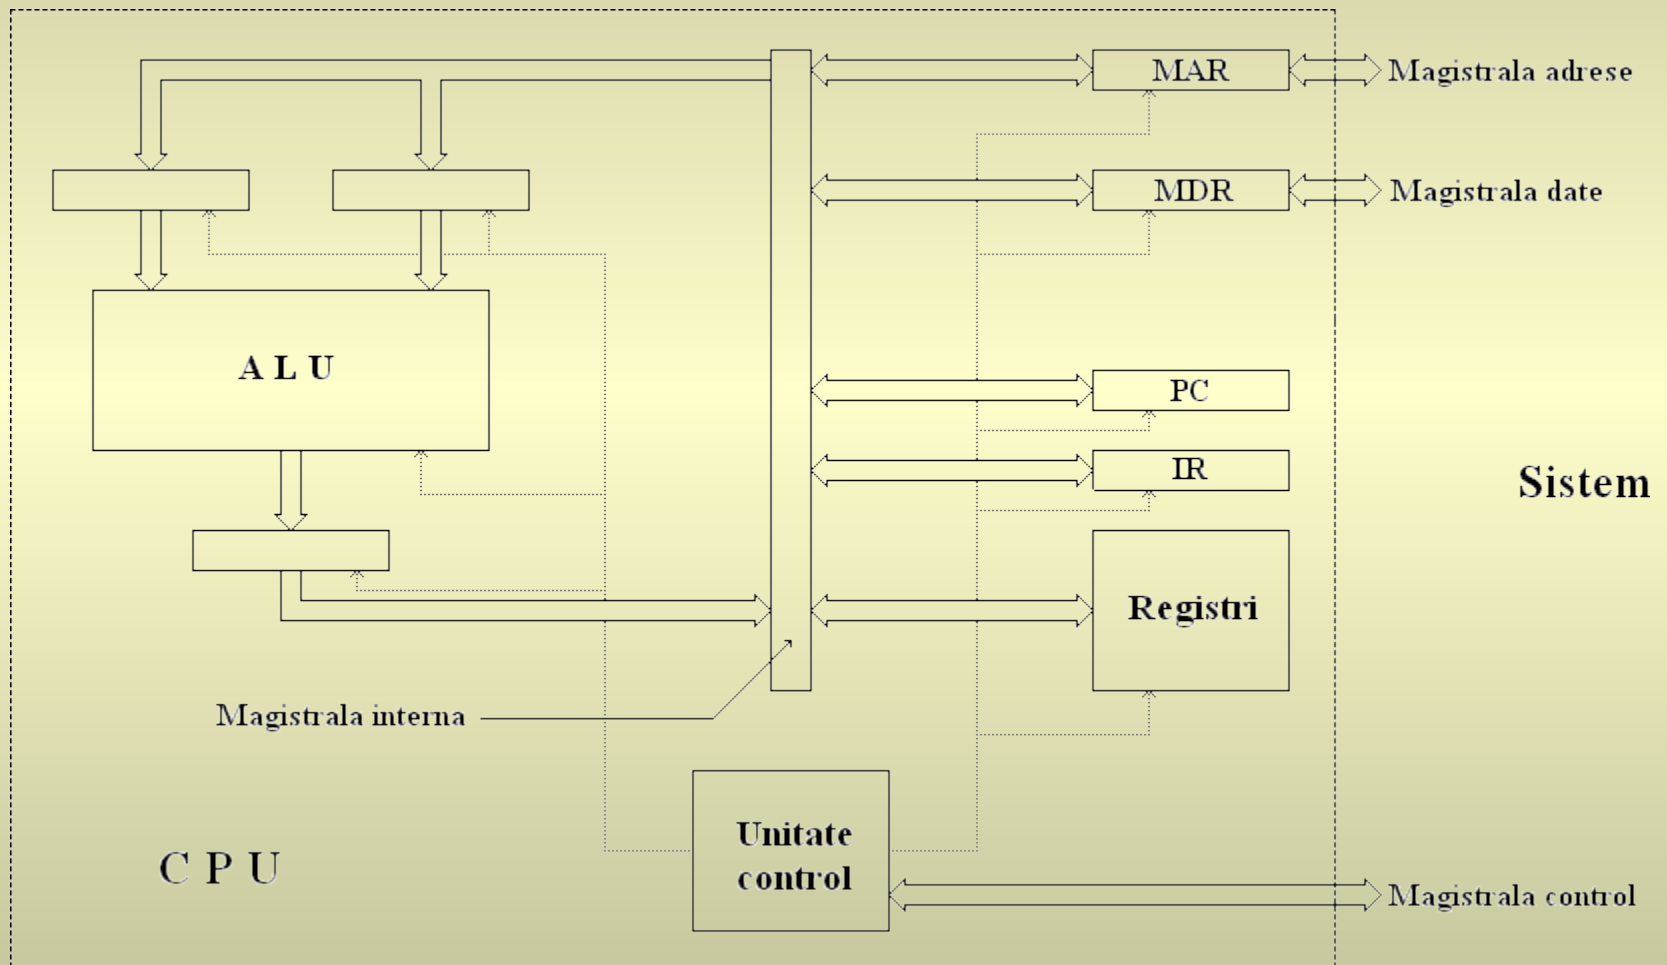 MAR
Magistrala adrese
MDR
Magistrala date
A L U
PC
IR
Sistem
Registri
Magistrala interna
Unitate
control
C P U
Magistrala control